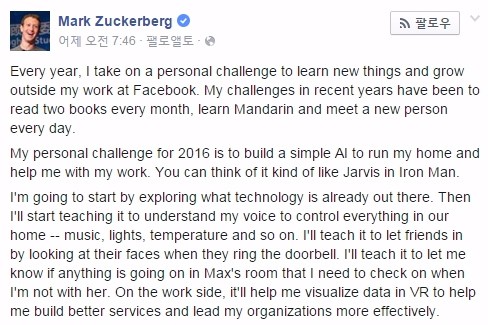 Mark Zuckerberg
팔로우
어제 오전 7:46 · 팰로앨토 ·
Every year, I take on a personal challenge to learn new things and grow
outside my work at Facebook. My challenges in recent years have been to
read two books every month, learn Mandarin and meet a new person
every day.
My personal challenge for 2016 is to build a simple AI to run my home and
help me with my work. You can think of it kind of like Jarvis in Iron Man.
I'm going to start by exploring what technology is already out there. Then
I'll start teaching it to understand my voice to control everything in our
home -- music, lights, temperature and so on. I'll teach it to let friends in
by looking at their faces when they ring the doorbell. I'll teach it to let me
know if anything is going on in Max's room that I need to check on when
I'm not with her. On the work side, it'll help me visualize data in VR to help
me build better services and lead my organizations more effectively.